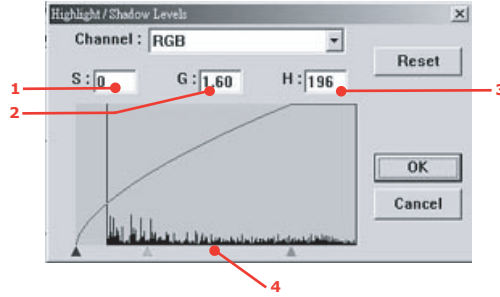 Highlight / Shadow Levels
Channel : RGB
Reset
S : 0 G : 1.60 H : 196
1
2
3
OK
Cancel
4